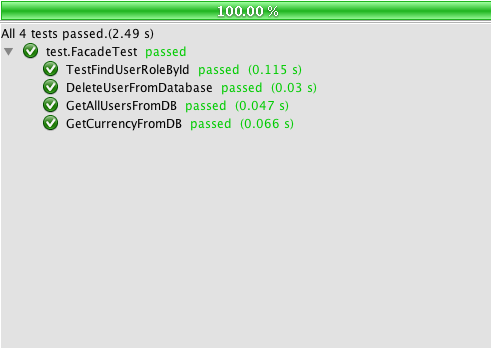 100.00 %
All 4 tests passed.(2.49 s)
test.FacadeTest passed
TestFindUserRoleById passed (0.115 s)
DeleteUserFromDatabase passed (0.03 s)
GetAllUsersFromDB passed (0.047 s)
GetCurrencyFromDB passed (0.066 s)